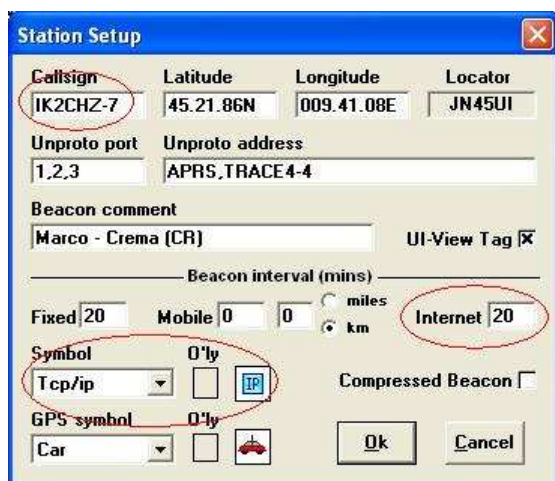 Station Setup
Callsign Latitude Longitude Locator
IK2CHZ-7 45.21.86N 009.41.08E JN45UI
Unproto port Unproto address
1,2,3 APRS,TRACE4-4
Beacon comment
Marco - Crema (CR) UI-View Tag
Beacon interval (mins)
Fixed 20 Mobile 0 0 miles km Internet 20
Symbol O'ly
Tcp/ip IP Compressed Beacon
GPS symbol O'ly
Car Ok Cancel